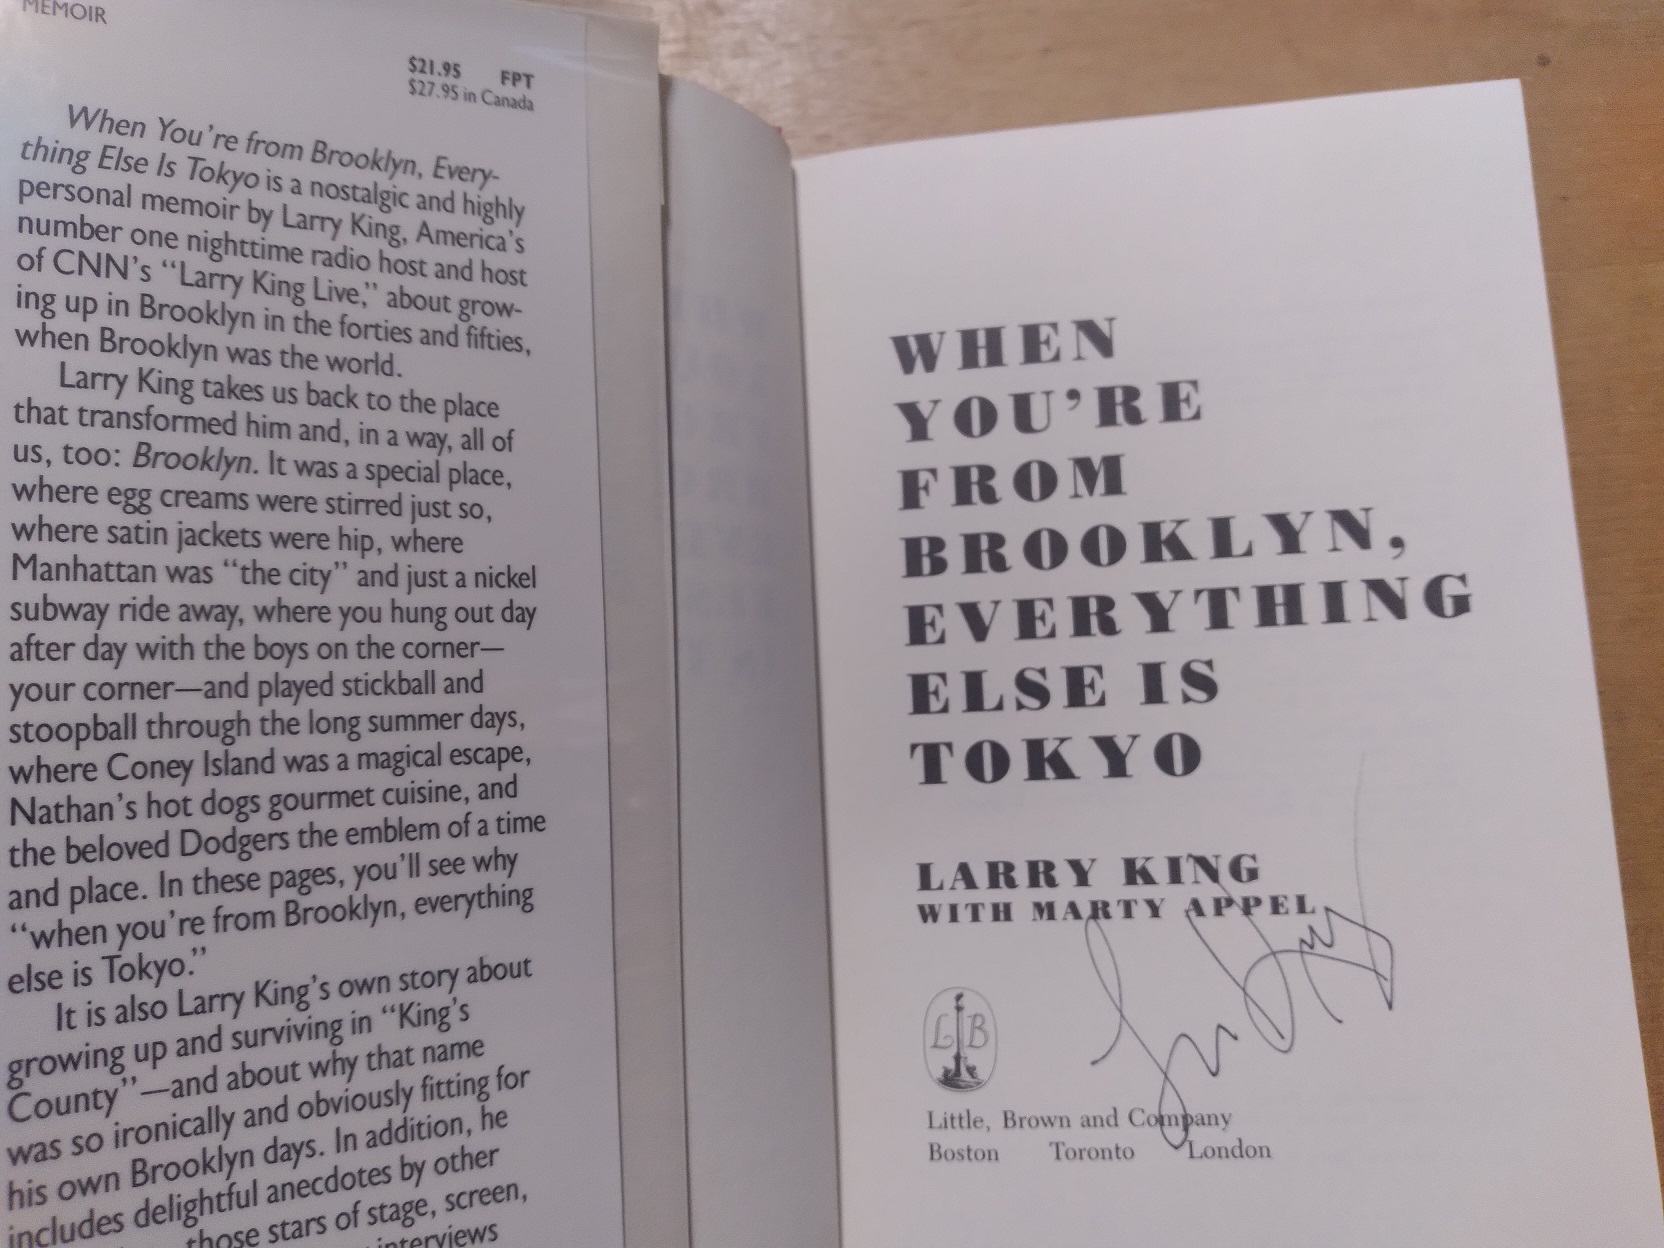 MEMOIR
$21.95 FPT
$27.95 in Canada
When You're from Brooklyn, Every-
thing Else Is Tokyo is a nostalgic and highly
personal memoir by Larry King, America's
number one nighttime radio host and host
of CNN's "Larry King Live," about grow-
ing up in Brooklyn in the forties and fifties,
when Brooklyn was the world.
Larry King takes us back to the place
that transformed him and, in a way, all of
us, too: Brooklyn. It was a special place,
where egg creams were stirred just so,
where satin jackets were hip, where
Manhattan was "the city" and just a nickel
subway ride away, where you hung out day
after day with the boys on the corner—
your corner—and played stickball and
stoopball through the long summer days,
where Coney Island was a magical escape,
Nathan's hot dogs gourmet cuisine, and
the beloved Dodgers the emblem of a time
and place. In these pages, you'll see why
"when you're from Brooklyn, everything
else is Tokyo."
It is also Larry King's own story about
growing up and surviving in "King's
County"—and about why that name
was so ironically and obviously fitting for
his own Brooklyn days. In addition, he
includes delightful anecdotes by other
those stars of stage, screen,
interviews
WHEN
YOU'RE
FROM
BROOKLYN,
EVERYTHING
ELSE IS
TOKYO
LARRY KING
WITH MARTY APPEL
L B
Little, Brown and Company
Boston Toronto London